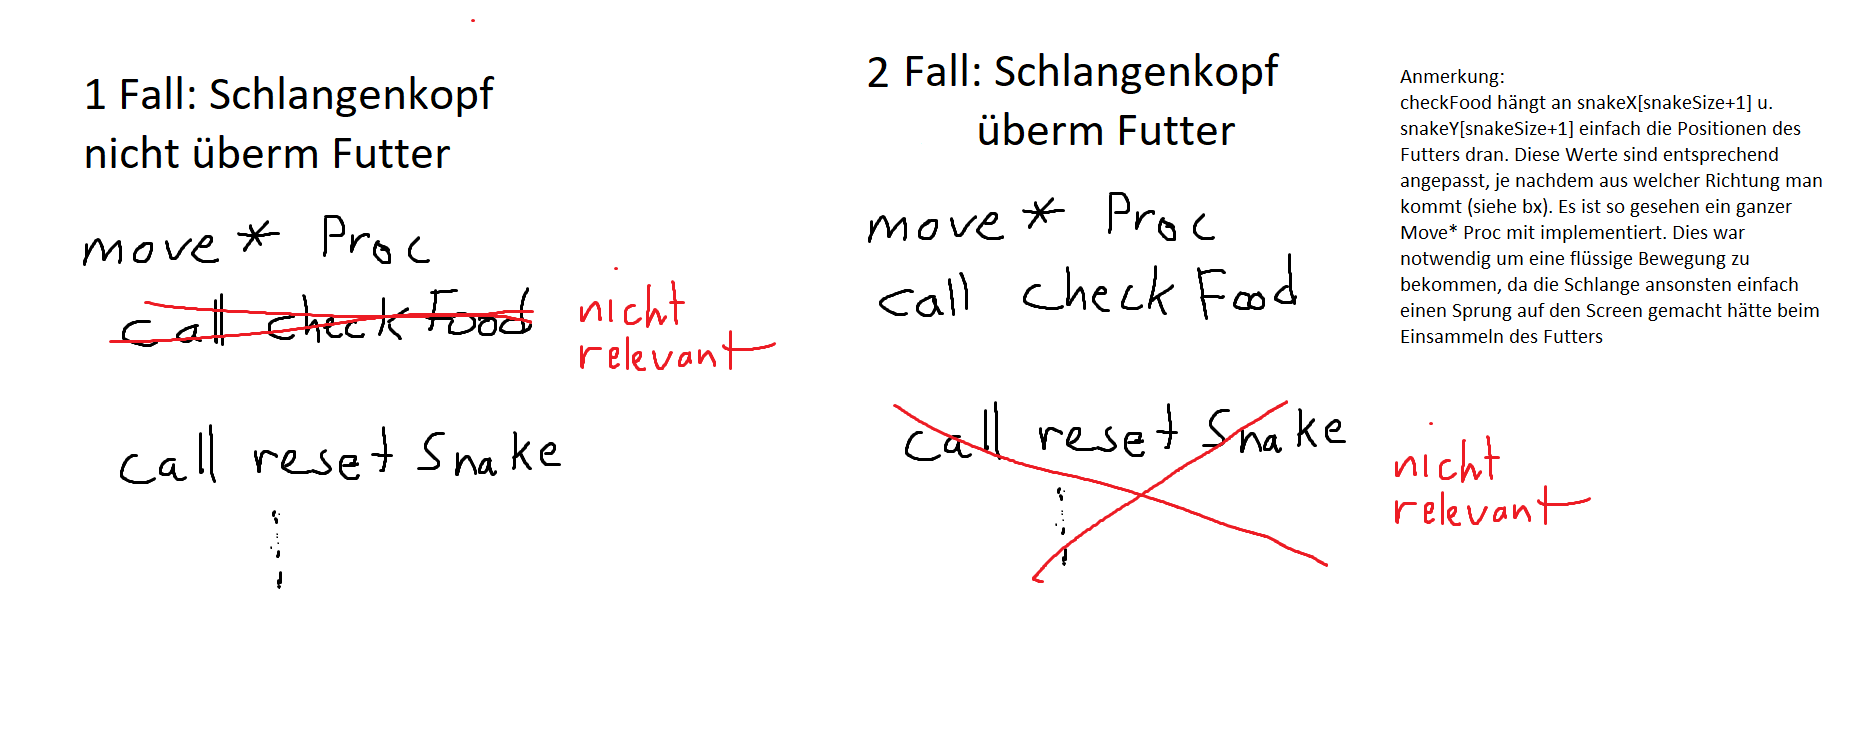 1 Fall: Schlangenkopf
nicht überm Futter
move * Proc
call checkFood
nicht
relevant
call reset Snake
2 Fall: Schlangenkopf
überm Futter
move * Proc
call checkFood
call reset Snake
nicht
relevant
Anmerkung:
checkFood hängt an snakeX[snakeSize+1] u.
snakeY[snakeSize+1] einfach die Positionen des
Futters dran. Diese Werte sind entsprechend
angepasst, je nachdem aus welcher Richtung man
kommt (siehe bx). Es ist so gesehen ein ganzer
Move* Proc mit implementiert. Dies war
notwendig um eine flüssige Bewegung zu
bekommen, da die Schlange ansonsten einfach
einen Sprung auf den Screen gemacht hätte beim
Einsammeln des Futters